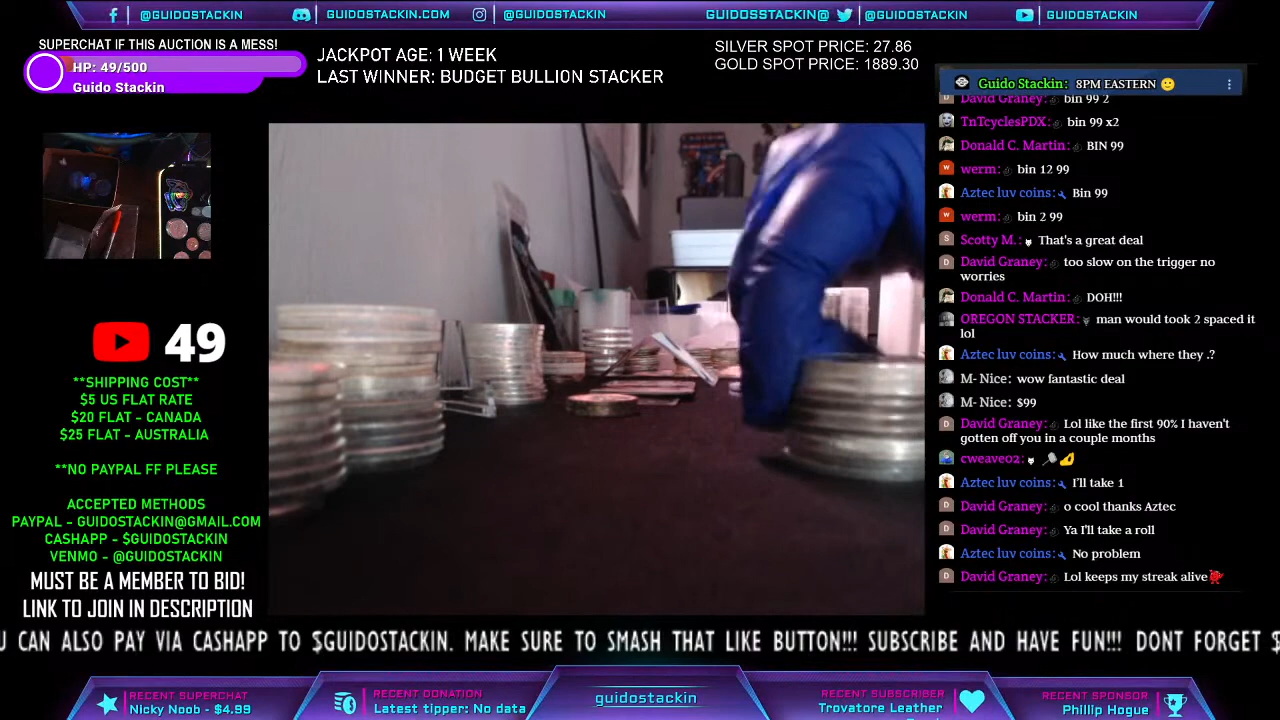 @GUIDOSTACKIN
GUIDOSTACKIN.COM
@GUIDOSTACKIN
GUIDOSSTACKIN@
@GUIDOSTACKIN
GUIDOSTACKIN
SUPERCHAT IF THIS AUCTION IS A MESS!
HP: 49/500
Guido Stackin
JACKPOT AGE: 1 WEEK
LAST WINNER: BUDGET BULLION STACKER
SILVER SPOT PRICE: 27.86
GOLD SPOT PRICE: 1889.30
Guido Stackin: 8PM EASTERN 🙂
David Graney: bin 99 2
TnTcyclesPDX: bin 99 x2
Donald C. Martin: BIN 99
werm: bin 12 99
Aztec luv coins: Bin 99
werm: bin 2 99
Scotty M.: That's a great deal
David Graney: too slow on the trigger no
worries
Donald C. Martin: DOH!!!
OREGON STACKER: man would took 2 spaced it
lol
Aztec luv coins: How much where they .?
M- Nice: wow fantastic deal
M- Nice: $99
David Graney: Lol like the first 90% I haven't
gotten off you in a couple months
cweave02:
Aztec luv coins: I'll take 1
David Graney: o cool thanks Aztec
David Graney: Ya I'll take a roll
Aztec luv coins: No problem
David Graney: Lol keeps my streak alive
49
**SHIPPING COST**
$5 US FLAT RATE
$20 FLAT - CANADA
$25 FLAT - AUSTRALIA
**NO PAYPAL FF PLEASE
ACCEPTED METHODS
PAYPAL - GUIDOSTACKIN@GMAIL.COM
CASHAPP - $GUIDOSTACKIN
VENMO - @GUIDOSTACKIN
MUST BE A MEMBER TO BID!
LINK TO JOIN IN DESCRIPTION
U CAN ALSO PAY VIA CASHAPP TO $GUIDOSTACKIN. MAKE SURE TO SMASH THAT LIKE BUTTON!!! SUBSCRIBE AND HAVE FUN!!! DONT FORGET $
RECENT SUPERCHAT
Nicky Noob - $4.99
RECENT DONATION
Latest tipper: No data
guidostackin
RECENT SUBSCRIBER
Trovatore Leather
RECENT SPONSOR
Phillip Hogue